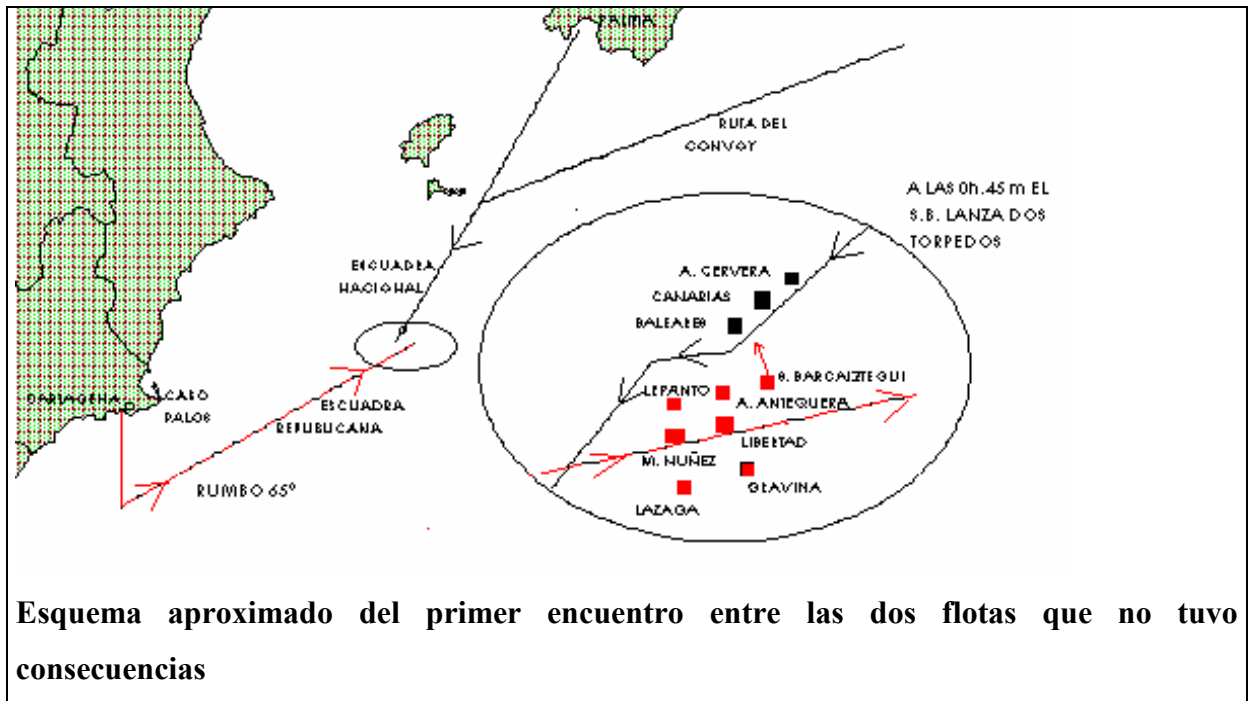 PALMA
RUTA DEL
CONVOY
A LAS 0h.45 m EL
S.B. LANZA DOS
TORPEDOS
ESCUADRA
NACIONAL
A. CERVERA
CANARIAS
BALEARES
S. BARCAIZTEGUI
LEPANTO
A. ANTEQUERA
LIBERTAD
M. NUÑEZ
GRAVINA
LAZAGA
CARTAGENA
CABO
PALOS
ESCUADRA
REPUBLICANA
RUMBO 65º
Esquema aproximado del primer encuentro entre las dos flotas que no tuvo
consecuencias